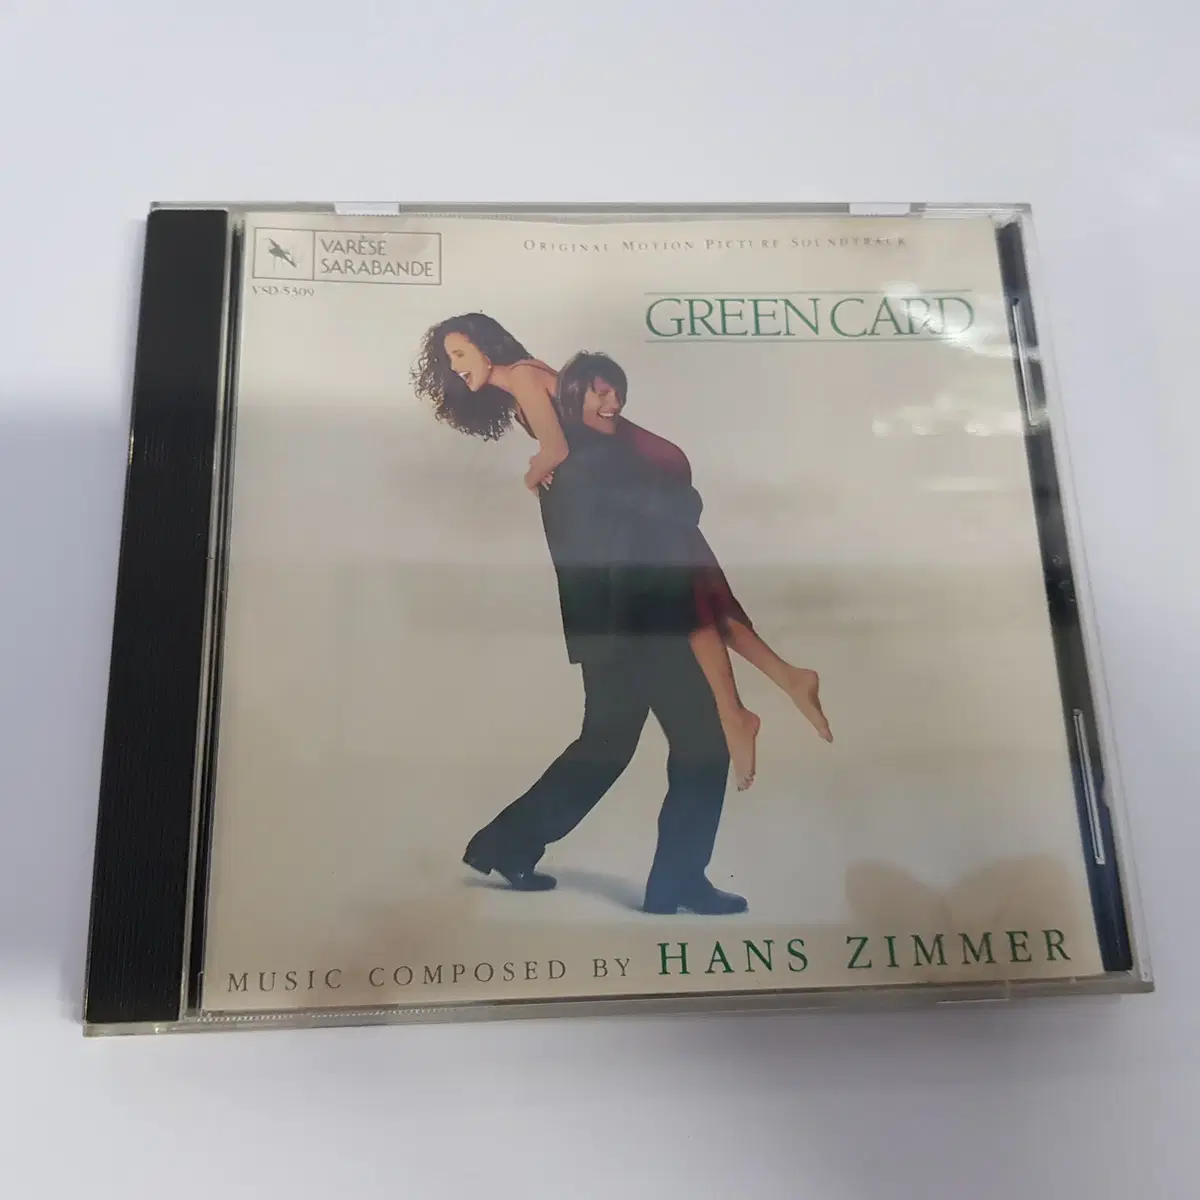 VARÈSE
SARABANDE
VSD-5309
ORIGINAL MOTION PICTURE SOUNDTRACK
GREEN CARD
MUSIC COMPOSED BY HANS ZIMMER